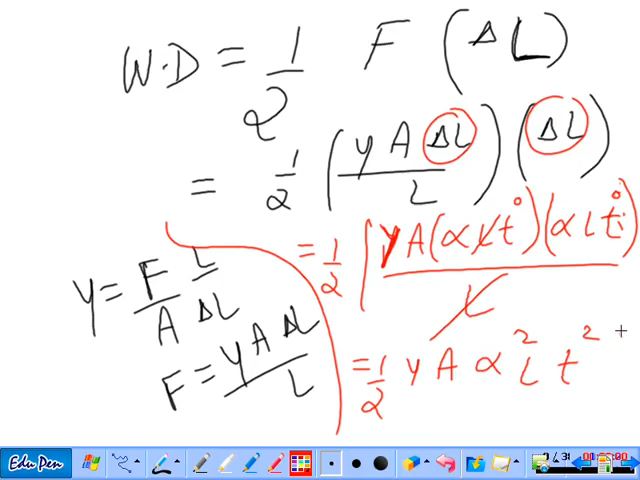 W.D = 1/2 F (ΔL)
= 1/2 (YAΔL/L) (ΔL)
= 1/2 (YA(αLt°)(αLt°)/L
Y = F/A L/ΔL
F = YAΔL/L
= 1/2 YAα²Lt²
Edu Pen